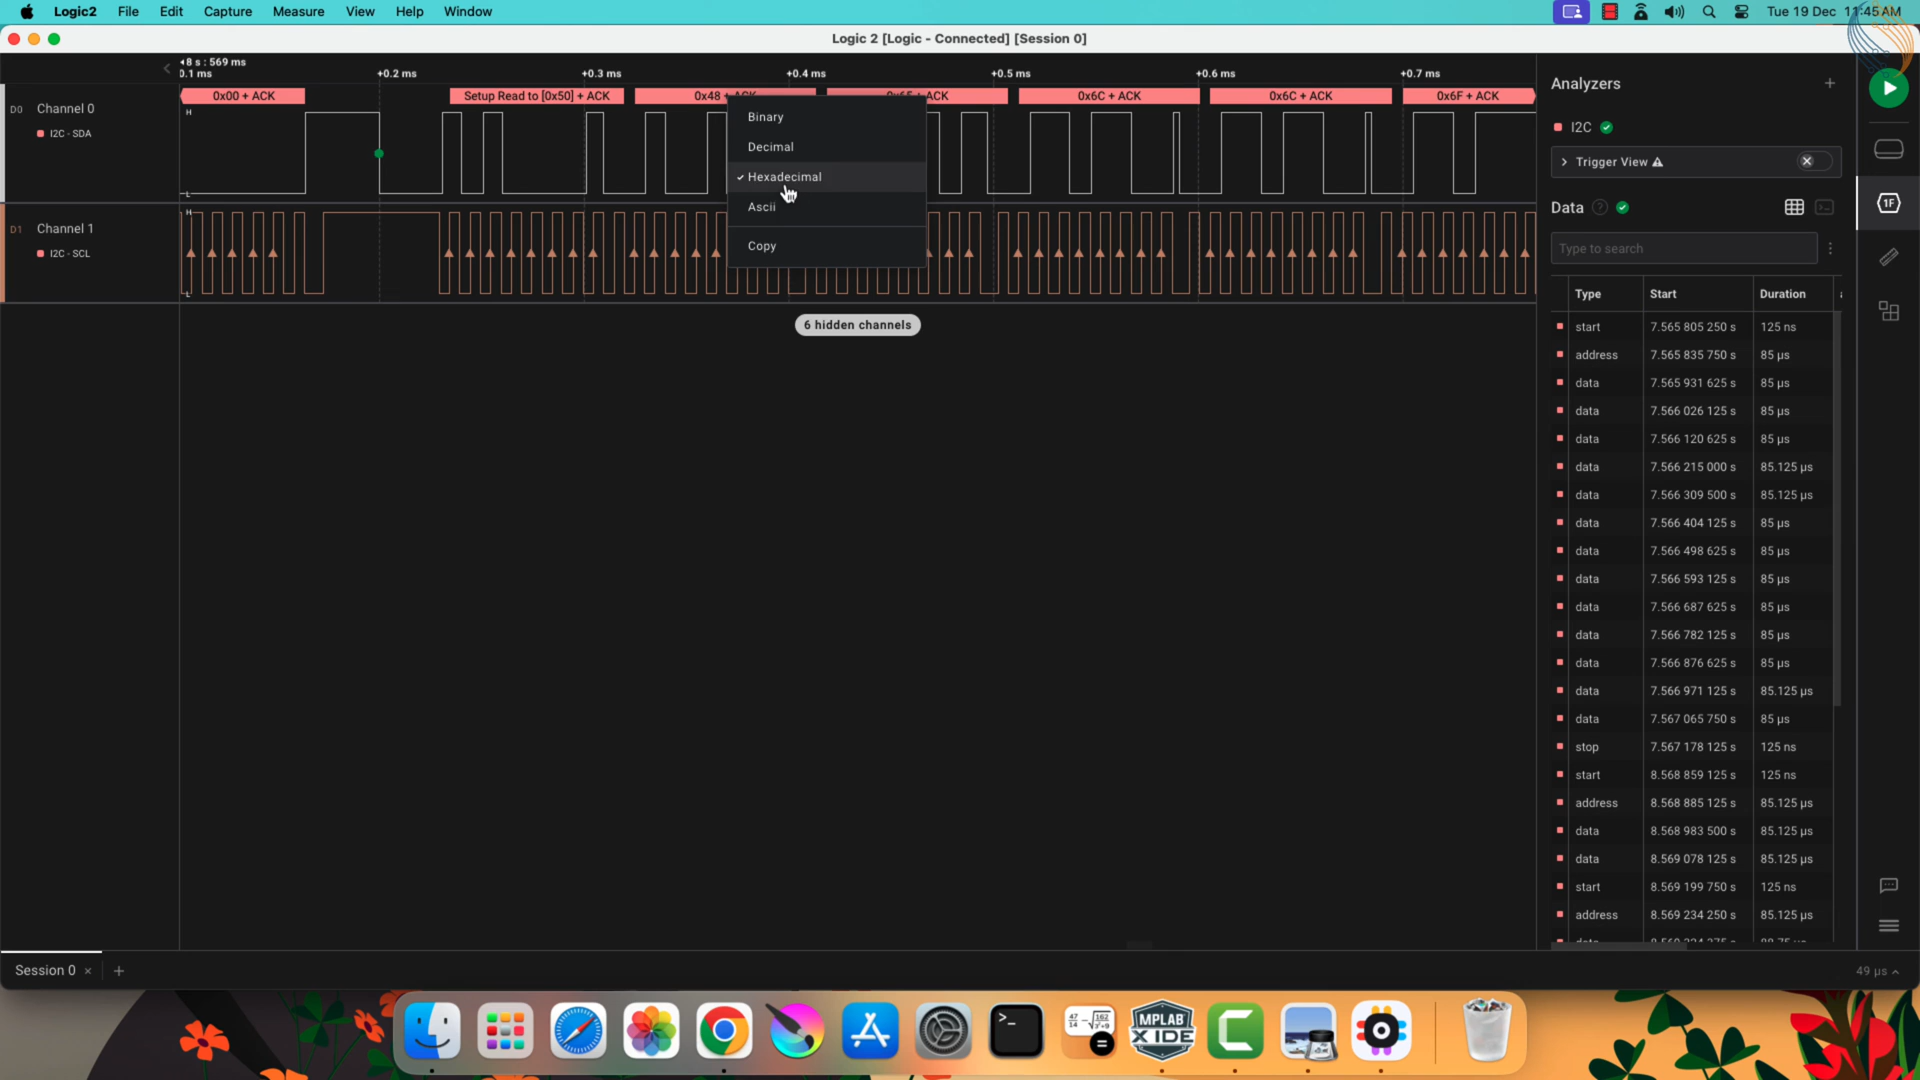 Logic2 File Edit Capture Measure View Help Window
Tue 19 Dec 11:45AM
Logic 2 [Logic - Connected] [Session 0]
8 s : 569 ms
0.1 ms +0.2 ms +0.3 ms +0.4 ms +0.5 ms +0.6 ms +0.7 ms
0x00 + ACK Setup Read to [0x50] + ACK 0x48 + ACK ACK 0x6C + ACK 0x6C + ACK 0x6F + ACK
D0 Channel 0
I2C - SDA
H
L
D1 Channel 1
I2C - SCL
H
L
Binary
Decimal
Hexadecimal
Ascii
Copy
6 hidden channels
Analyzers
I2C
Trigger View
Data
Type to search
Type Start Duration
start 7.565 805 250 s 125 ns
address 7.565 835 750 s 85 µs
data 7.565 931 625 s 85 µs
data 7.566 026 125 s 85 µs
data 7.566 120 625 s 85 µs
data 7.566 215 000 s 85.125 µs
data 7.566 309 500 s 85.125 µs
data 7.566 404 125 s 85 µs
data 7.566 498 625 s 85 µs
data 7.566 593 125 s 85 µs
data 7.566 687 625 s 85 µs
data 7.566 782 125 s 85 µs
data 7.566 876 625 s 85 µs
data 7.566 971 125 s 85.125 µs
data 7.567 065 750 s 85 µs
stop 7.567 178 125 s 125 ns
start 8.568 859 125 s 125 ns
address 8.568 885 125 s 85.125 µs
data 8.568 983 500 s 85.125 µs
data 8.569 078 125 s 85.125 µs
start 8.569 199 750 s 125 ns
address 8.569 234 250 s 85.125 µs
1F
Session 0
49 µs
MPLAB
X IDE